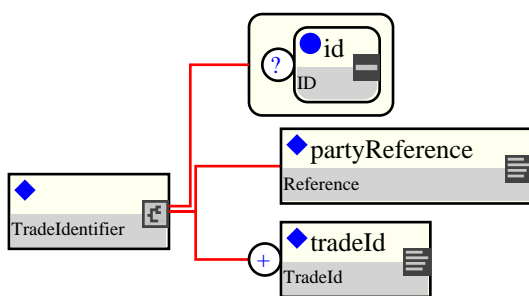 id
?
ID
partyReference
Reference
TradeIdentifier
tradeId
+
TradeId